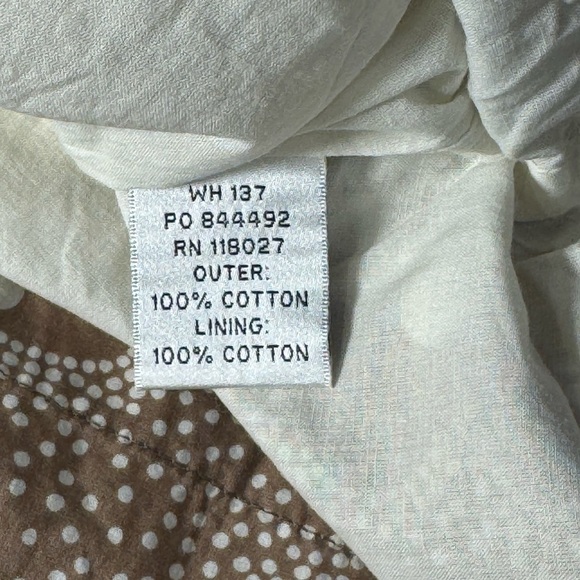 WH 137
PO 844492
RN 118027
OUTER:
100% COTTON
LINING:
100% COTTON